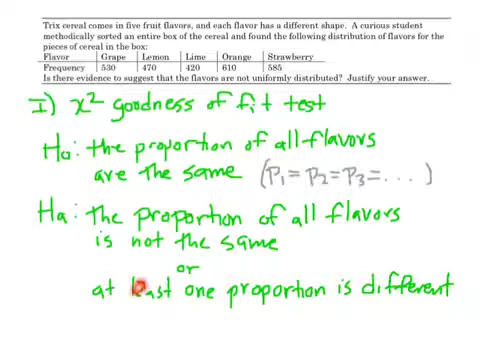 Trix cereal comes in five fruit flavors, and each flavor has a different shape. A curious student
methodically sorted an entire box of the cereal and found the following distribution of flavors for the
pieces of cereal in the box:
Flavor Grape Lemon Lime Orange Strawberry
Frequency 530 470 420 610 585
Is there evidence to suggest that the flavors are not uniformly distributed? Justify your answer.
I) x² goodness of fit test
Ho: the proportion of all flavors
are the same (P₁ = P₂ = P₃ = ....)
Ha: the proportion of all flavors
is not the same
or
at least one proportion is different